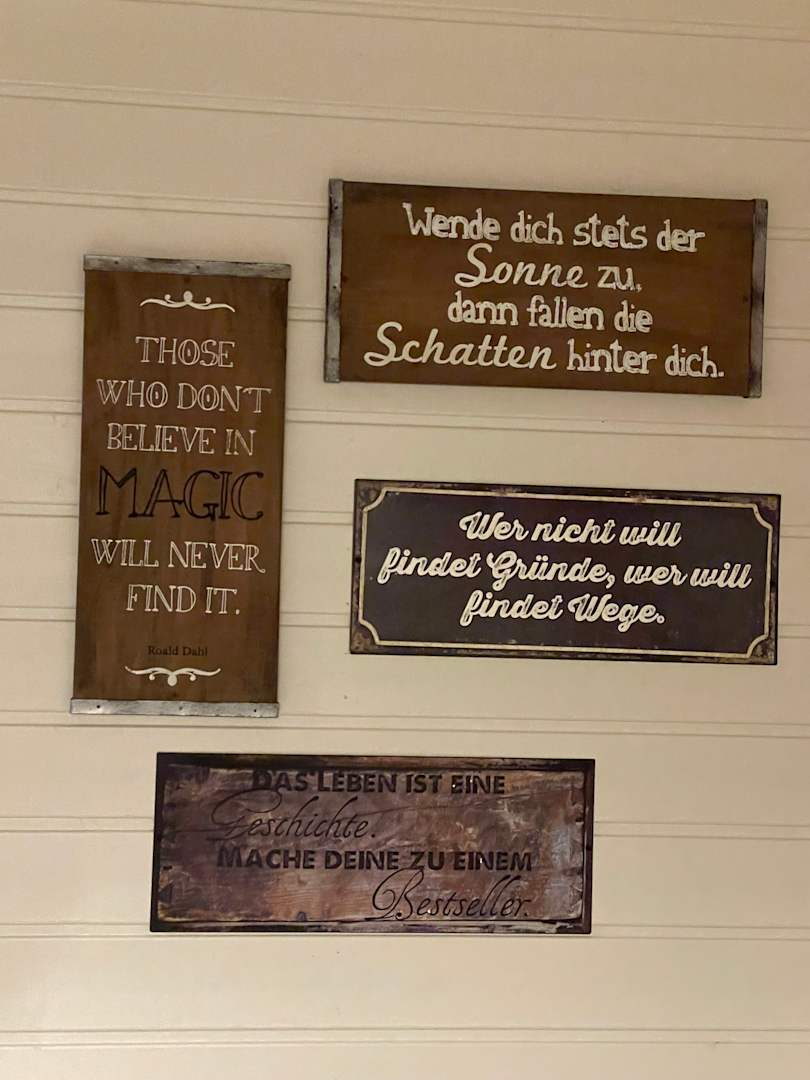 Wende dich stets der
Sonne zu,
dann fallen die
Schatten hinter dich.
THOSE
WHO DON'T
BELIEVE IN
MAGIC
WILL NEVER
FIND IT.
Roald Dahl
Wer nicht will
findet Gründe, wer will
findet Wege.
DAS LEBEN IST EINE
Geschichte.
MACHE DEINE ZU EINEM
Bestseller.